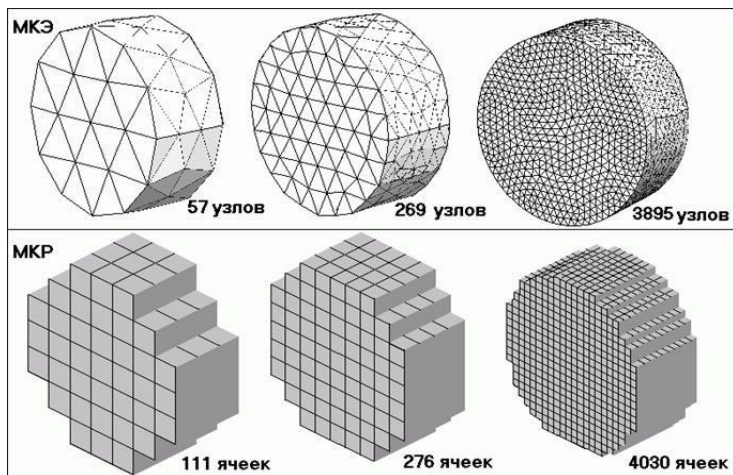 МКЭ
57 узлов
269 узлов
3895 узлов
МКР
111 ячеек
276 ячеек
4030 ячеек